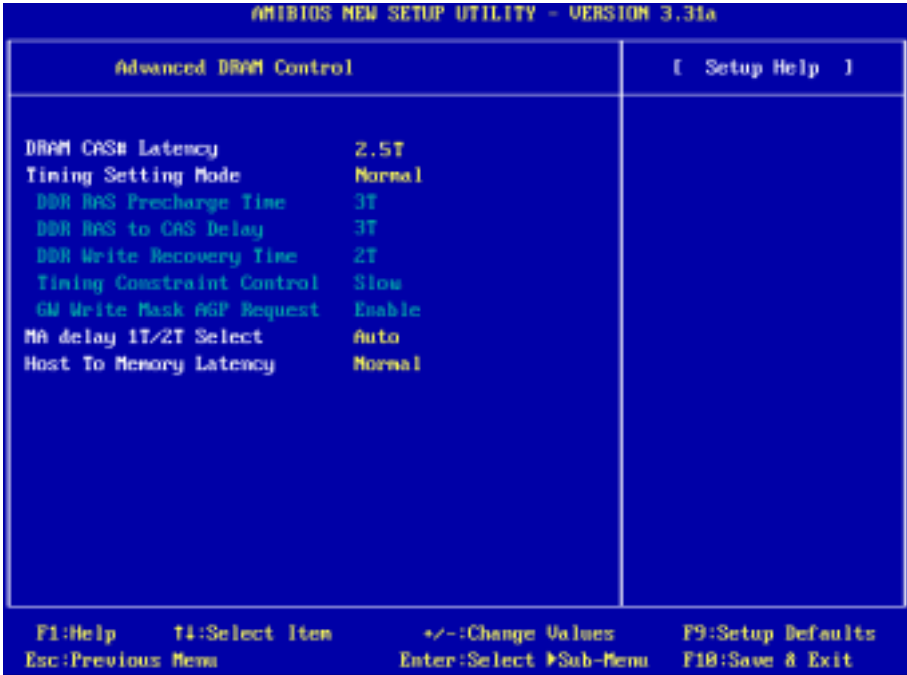 AMIBIOS NEW SETUP UTILITY - VERSION 3.31a
Advanced DRAM Control
[ Setup Help ]
DRAM CAS# Latency 2.5T
Timing Setting Mode Normal
DDR RAS Precharge Time 3T
DDR RAS to CAS Delay 3T
DDR Write Recovery Time 2T
Timing Constraint Control Slow
GW Write Mask AGP Request Enable
MA delay 1T/2T Select Auto
Host To Memory Latency Normal
F1:Help ↑↓:Select Item +/-:Change Values F9:Setup Defaults
Esc:Previous Menu Enter:Select ▶Sub-Menu F10:Save & Exit